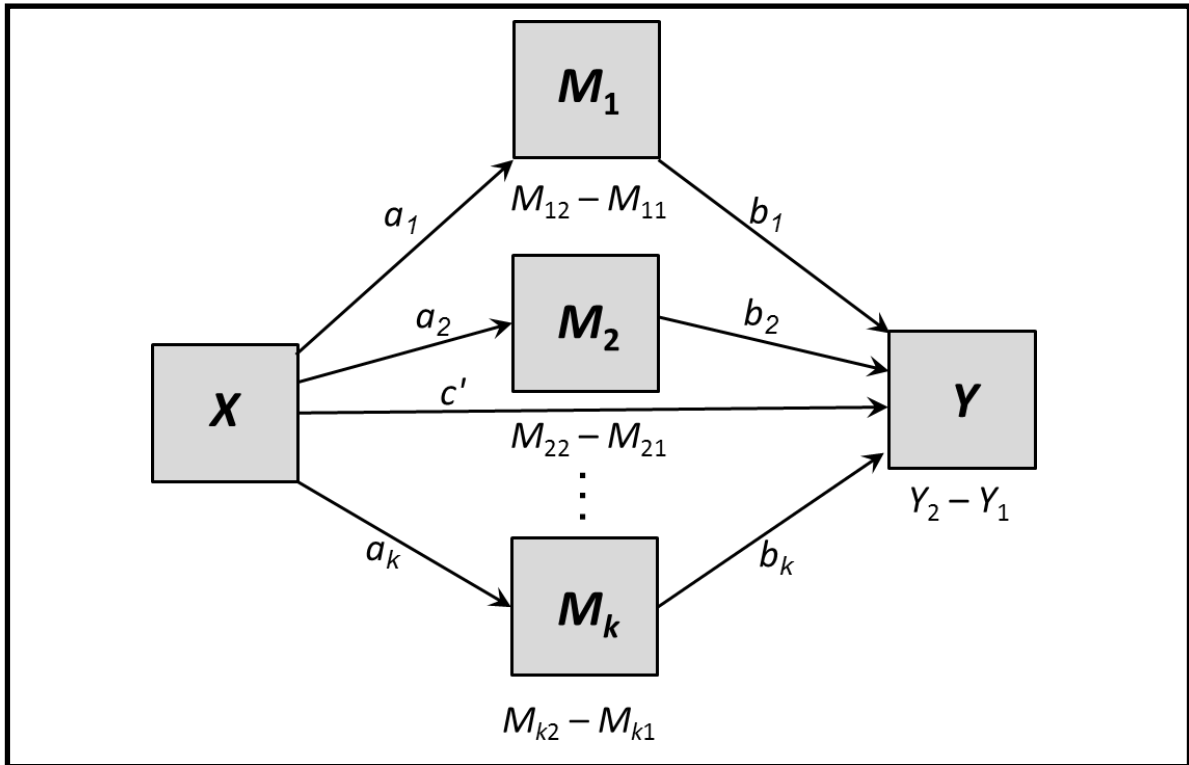 M₁
M₁₂ – M₁₁
a₁
b₁
M₂
a₂
b₂
X
c'
Y
M₂₂ – M₂₁
⋮
Y₂ – Y₁
aₖ
bₖ
Mₖ
Mₖ₂ – Mₖ₁